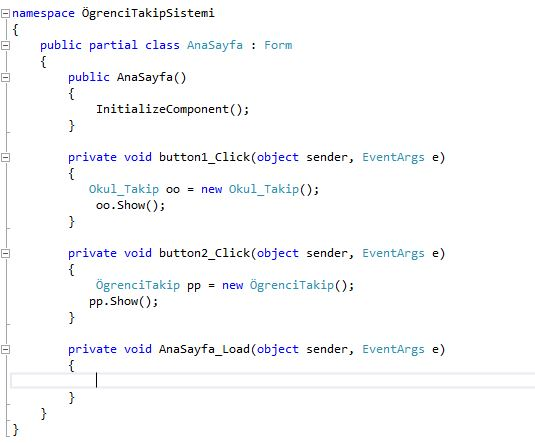 namespace ÖgrenciTakipSistemi
{
public partial class AnaSayfa : Form
{
public AnaSayfa()
{
InitializeComponent();
}
private void button1_Click(object sender, EventArgs e)
{
Okul_Takip oo = new Okul_Takip();
oo.Show();
}
private void button2_Click(object sender, EventArgs e)
{
ÖgrenciTakip pp = new ÖgrenciTakip();
pp.Show();
}
private void AnaSayfa_Load(object sender, EventArgs e)
{
}
}
}